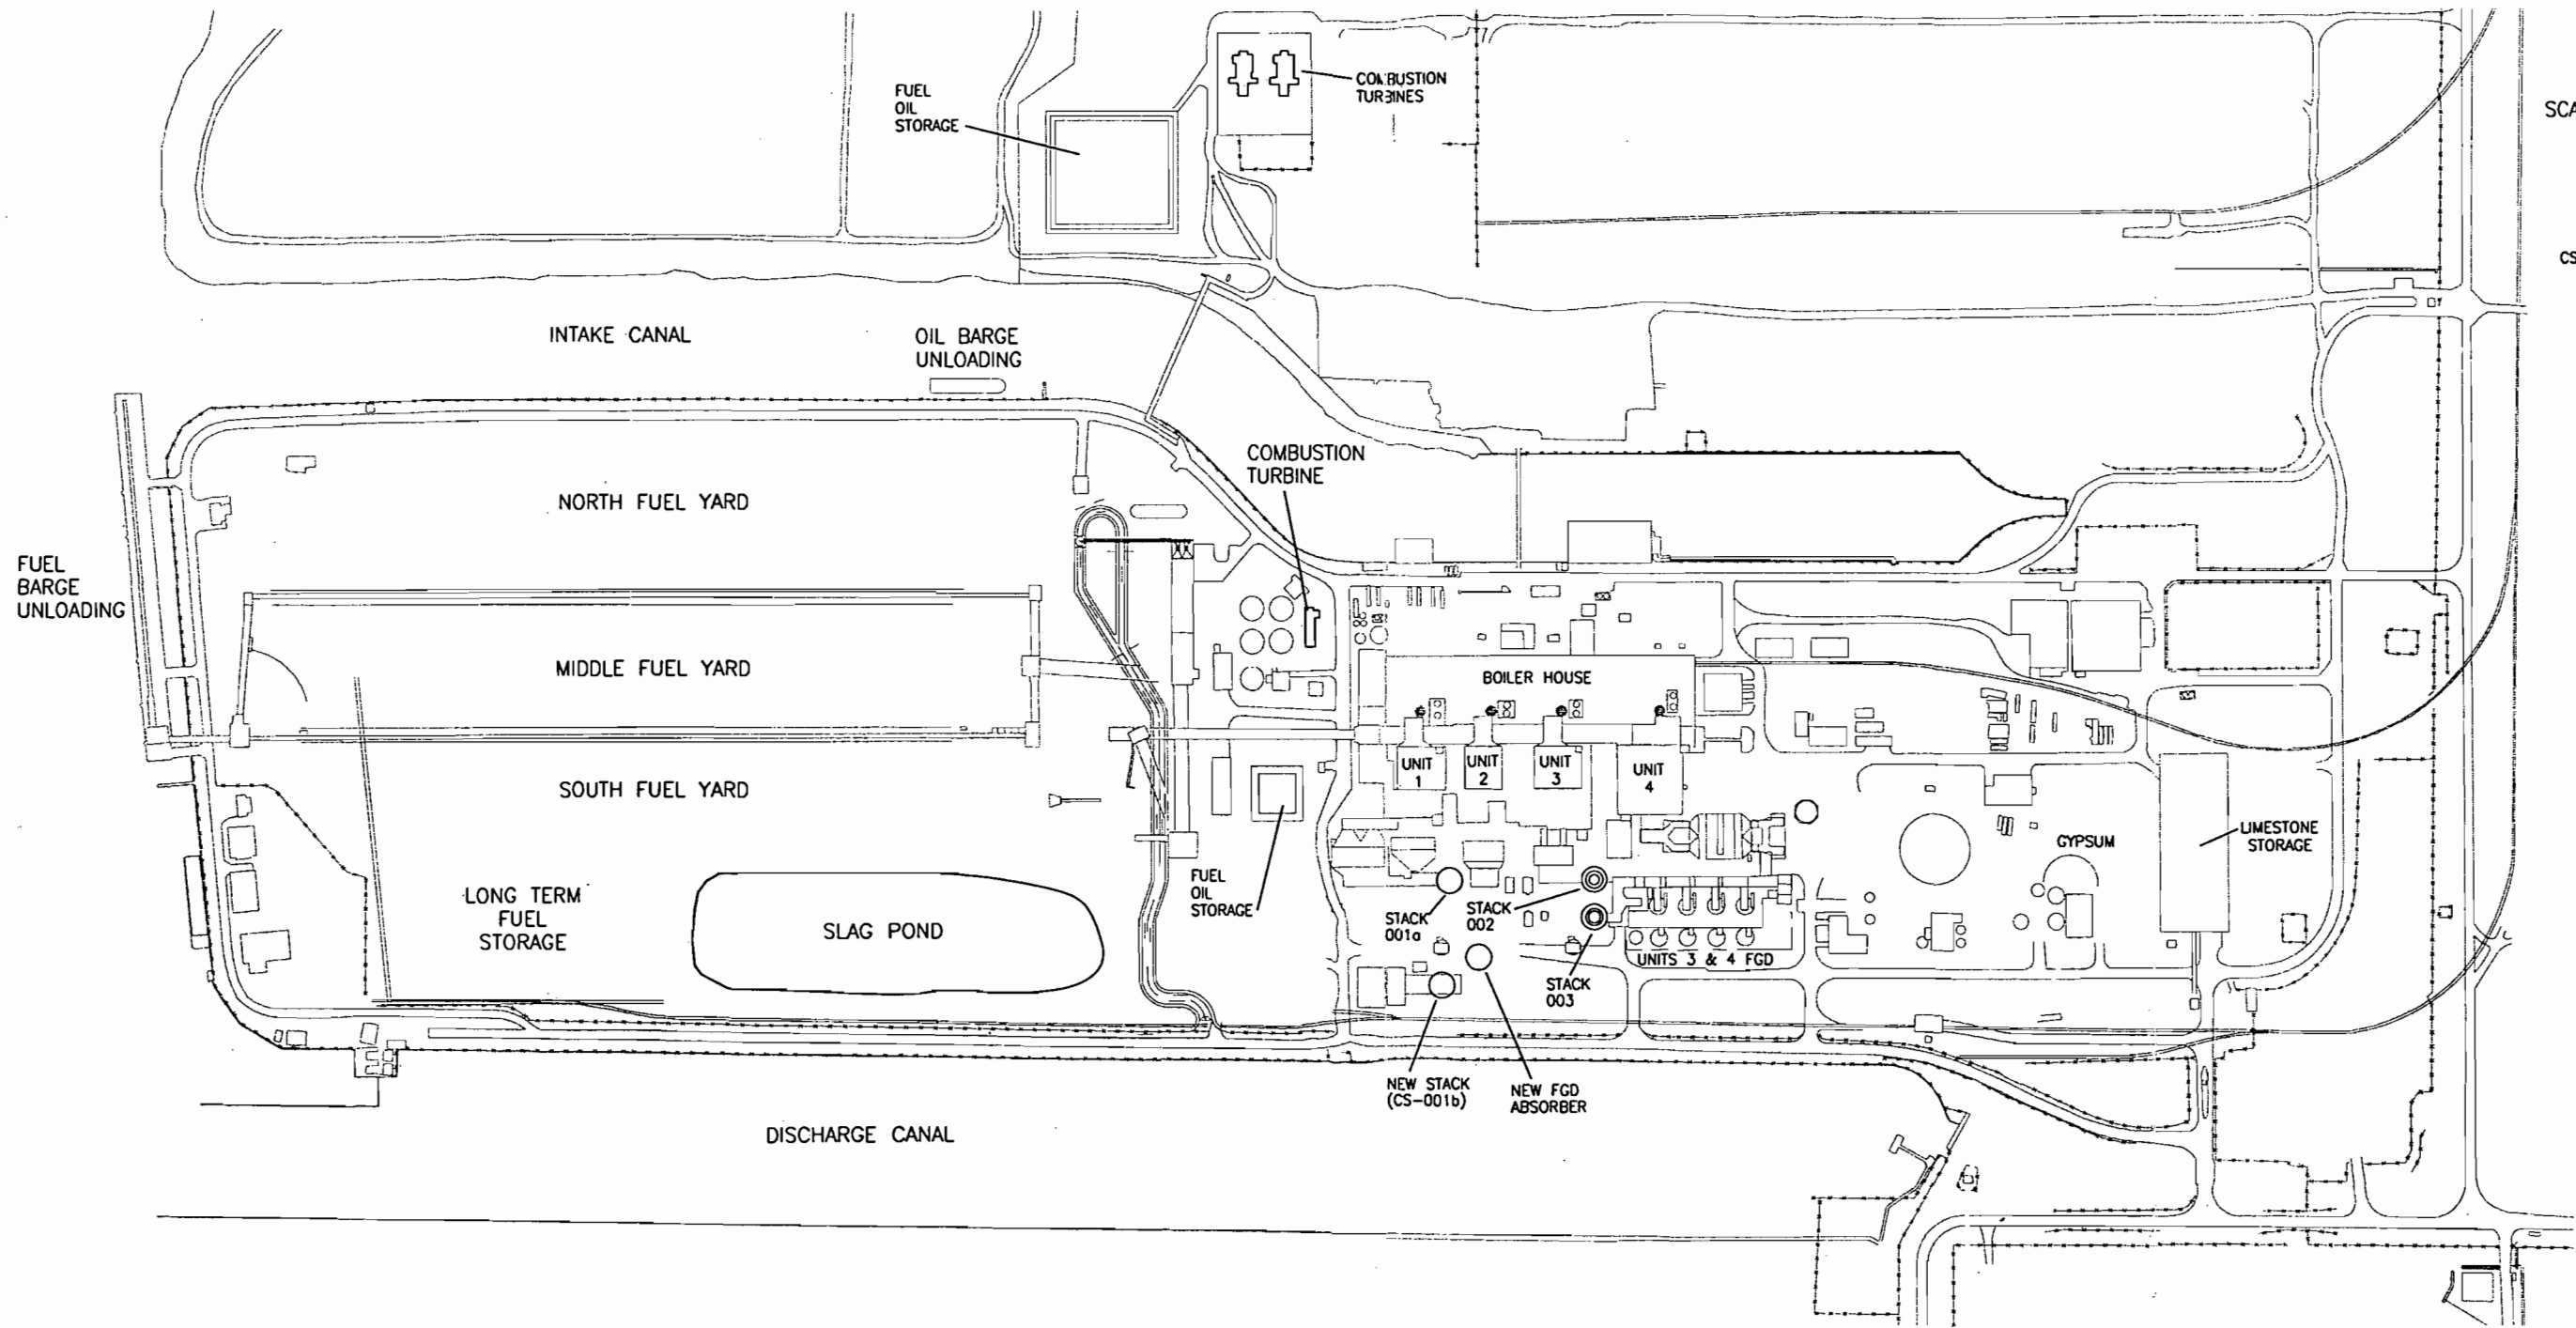 FUEL
OIL
STORAGE
COMBUSTION
TURBINES
SCA
CS
INTAKE CANAL
OIL BARGE
UNLOADING
COMBUSTION
TURBINE
NORTH FUEL YARD
FUEL
BARGE
UNLOADING
MIDDLE FUEL YARD
BOILER HOUSE
SOUTH FUEL YARD
UNIT
1
UNIT
2
UNIT
3
UNIT
4
LIMESTONE
STORAGE
GYPSUM
FUEL
OIL
STORAGE
LONG TERM
FUEL
STORAGE
SLAG POND
STACK
001a
STACK
002
UNITS 3 & 4 FGD
STACK
003
NEW STACK
(CS-001b)
NEW FGD
ABSORBER
DISCHARGE CANAL